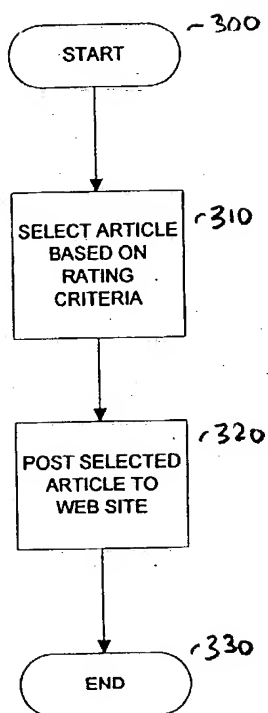 300
START
310
SELECT ARTICLE
BASED ON
RATING
CRITERIA
320
POST SELECTED
ARTICLE TO
WEB SITE
330
END